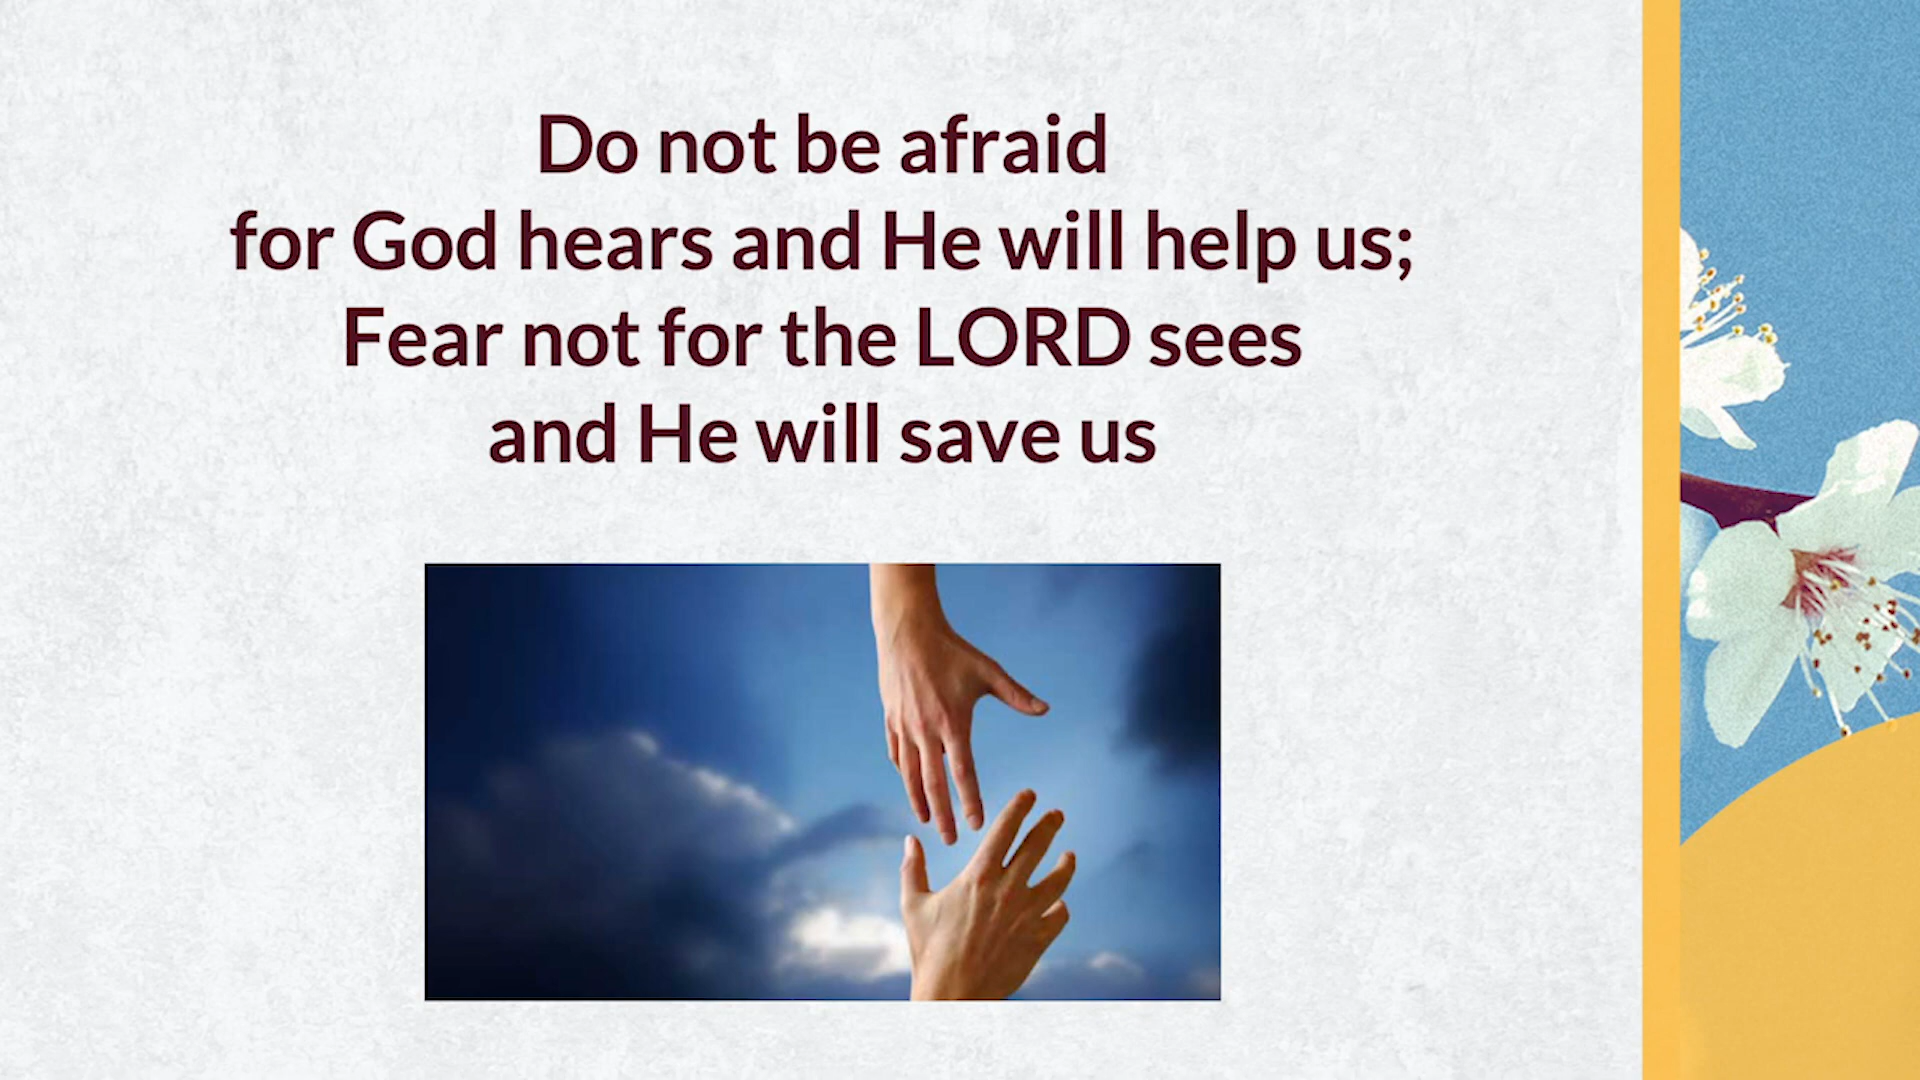 Do not be afraid
for God hears and He will help us;
Fear not for the LORD sees
and He will save us